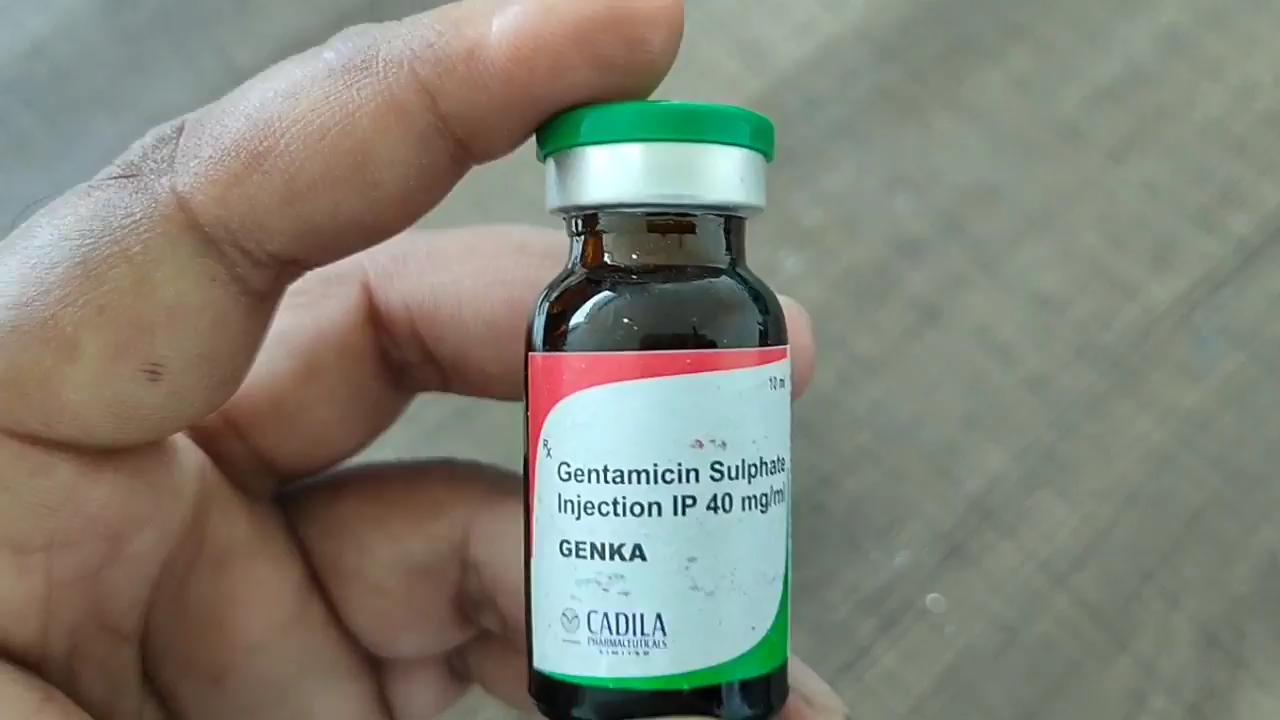 10 ml
Rx
Gentamicin Sulphate
Injection IP 40 mg/ml
GENKA
CADILA
PHARMACEUTICALS
LIMITED